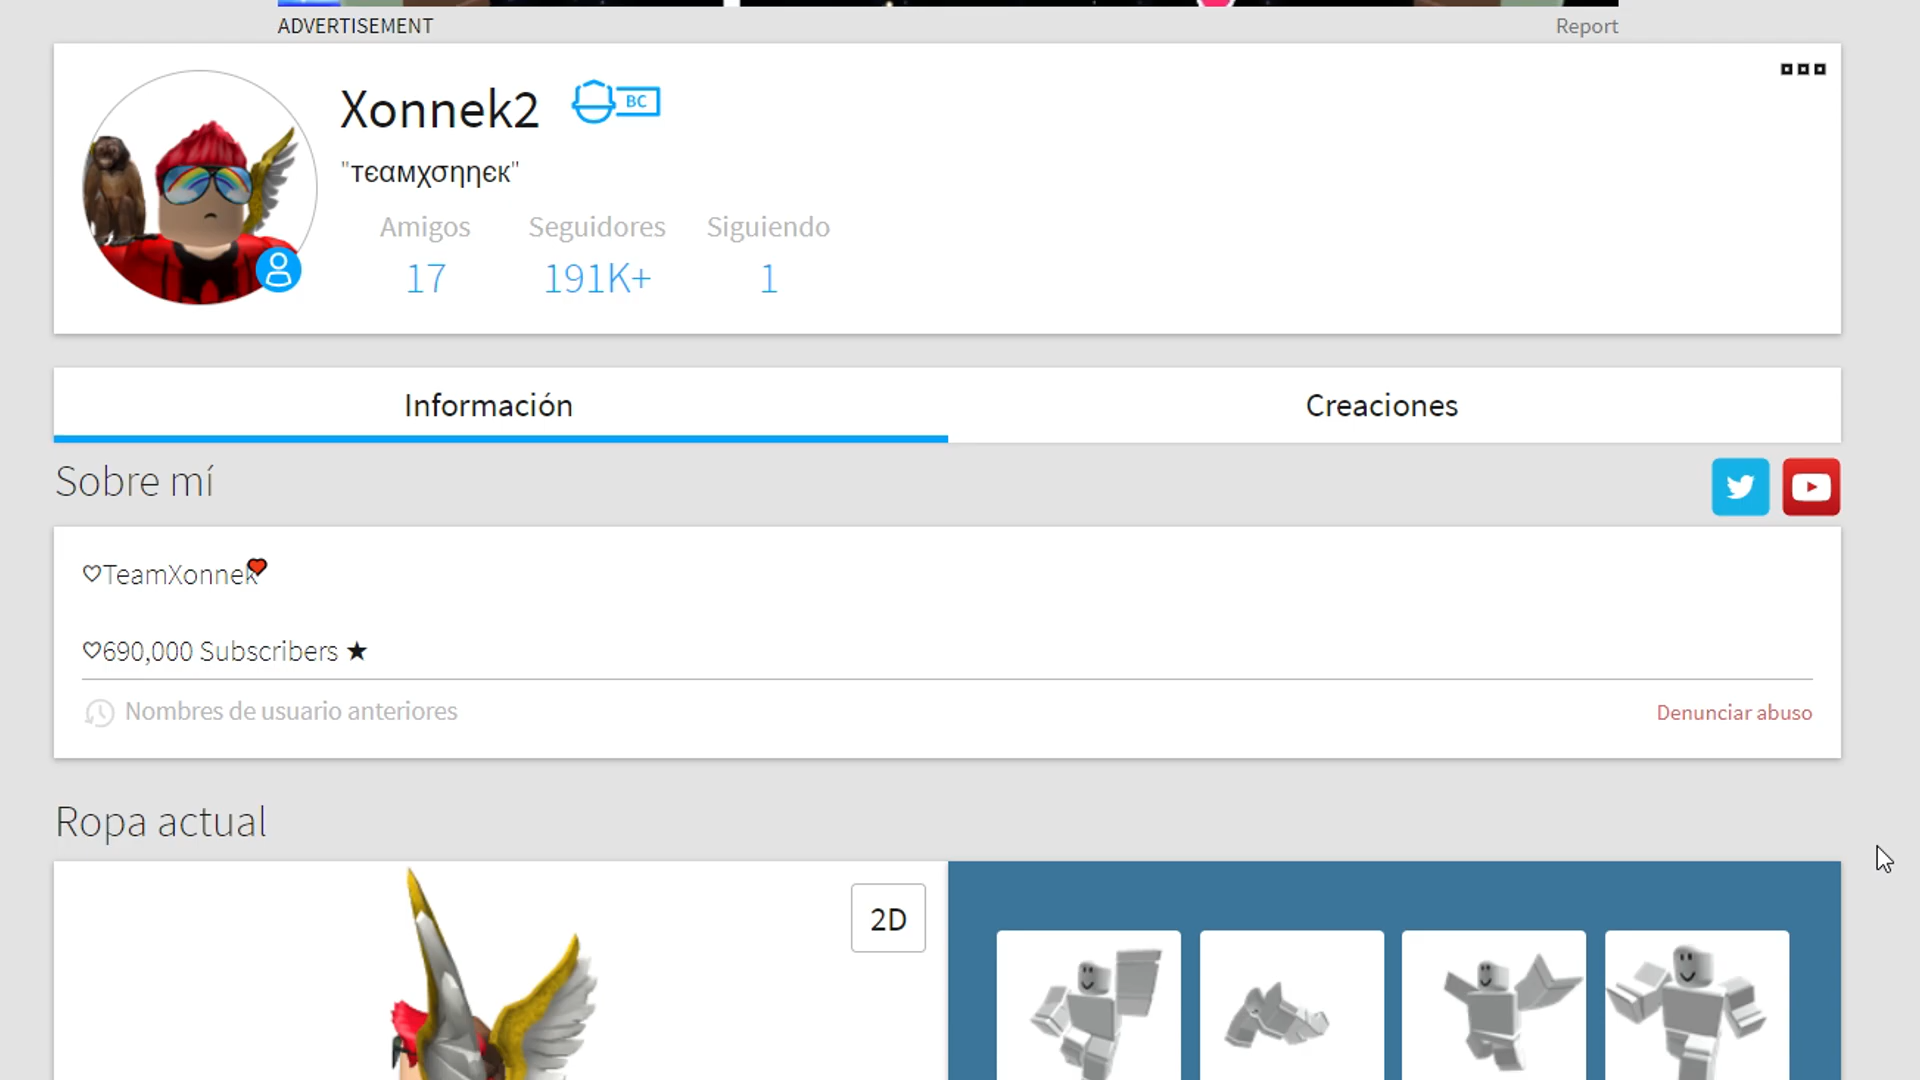 ADVERTISEMENT
Report
Xonnek2
BC
"τєαмχσηηєк"
Amigos
Seguidores
Siguiendo
17
191K+
1
Información
Creaciones
Sobre mí
♡TeamXonnek❤
♡690,000 Subscribers ★
Nombres de usuario anteriores
Denunciar abuso
Ropa actual
2D